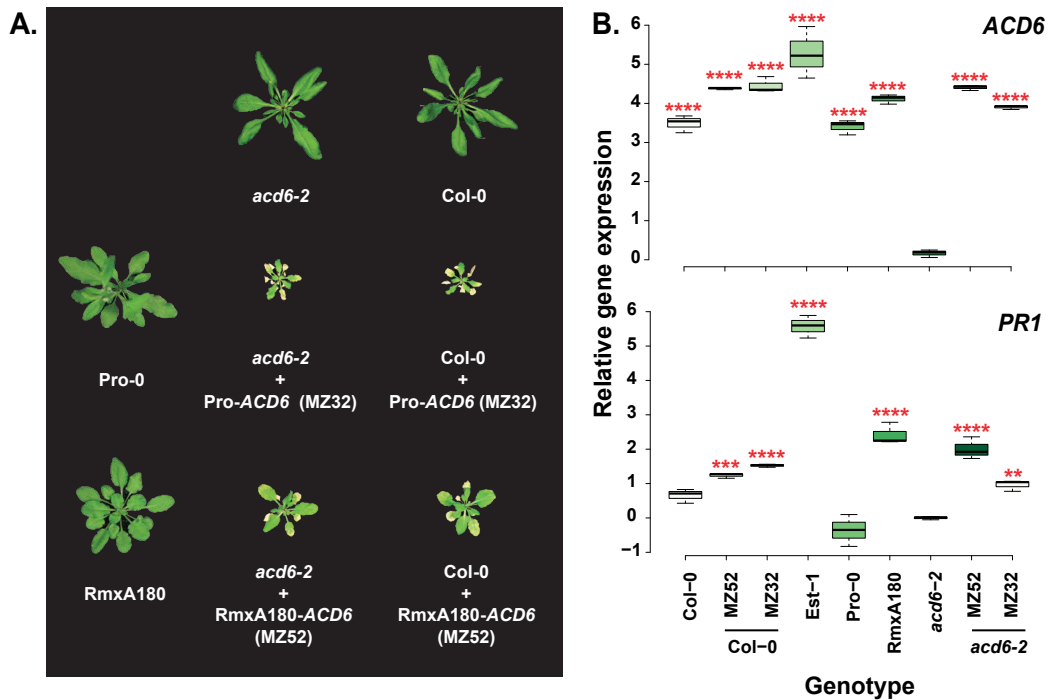 A.
acd6-2
Col-0
Pro-0
acd6-2
+
Pro-ACD6 (MZ32)
Col-0
+
Pro-ACD6 (MZ32)
RmxA180
acd6-2
+
RmxA180-ACD6
(MZ52)
Col-0
+
RmxA180-ACD6
(MZ52)
B.
ACD6
Relative gene expression
6
5
4
3
2
1
0
****
****
****
****
****
****
****
****
PR1
6
5
4
3
2
1
0
−1
***
****
****
****
****
**
Col−0
MZ52
MZ32
Est−1
Pro−0
RmxA180
acd6−2
MZ52
MZ32
Col−0
acd6-2
Genotype